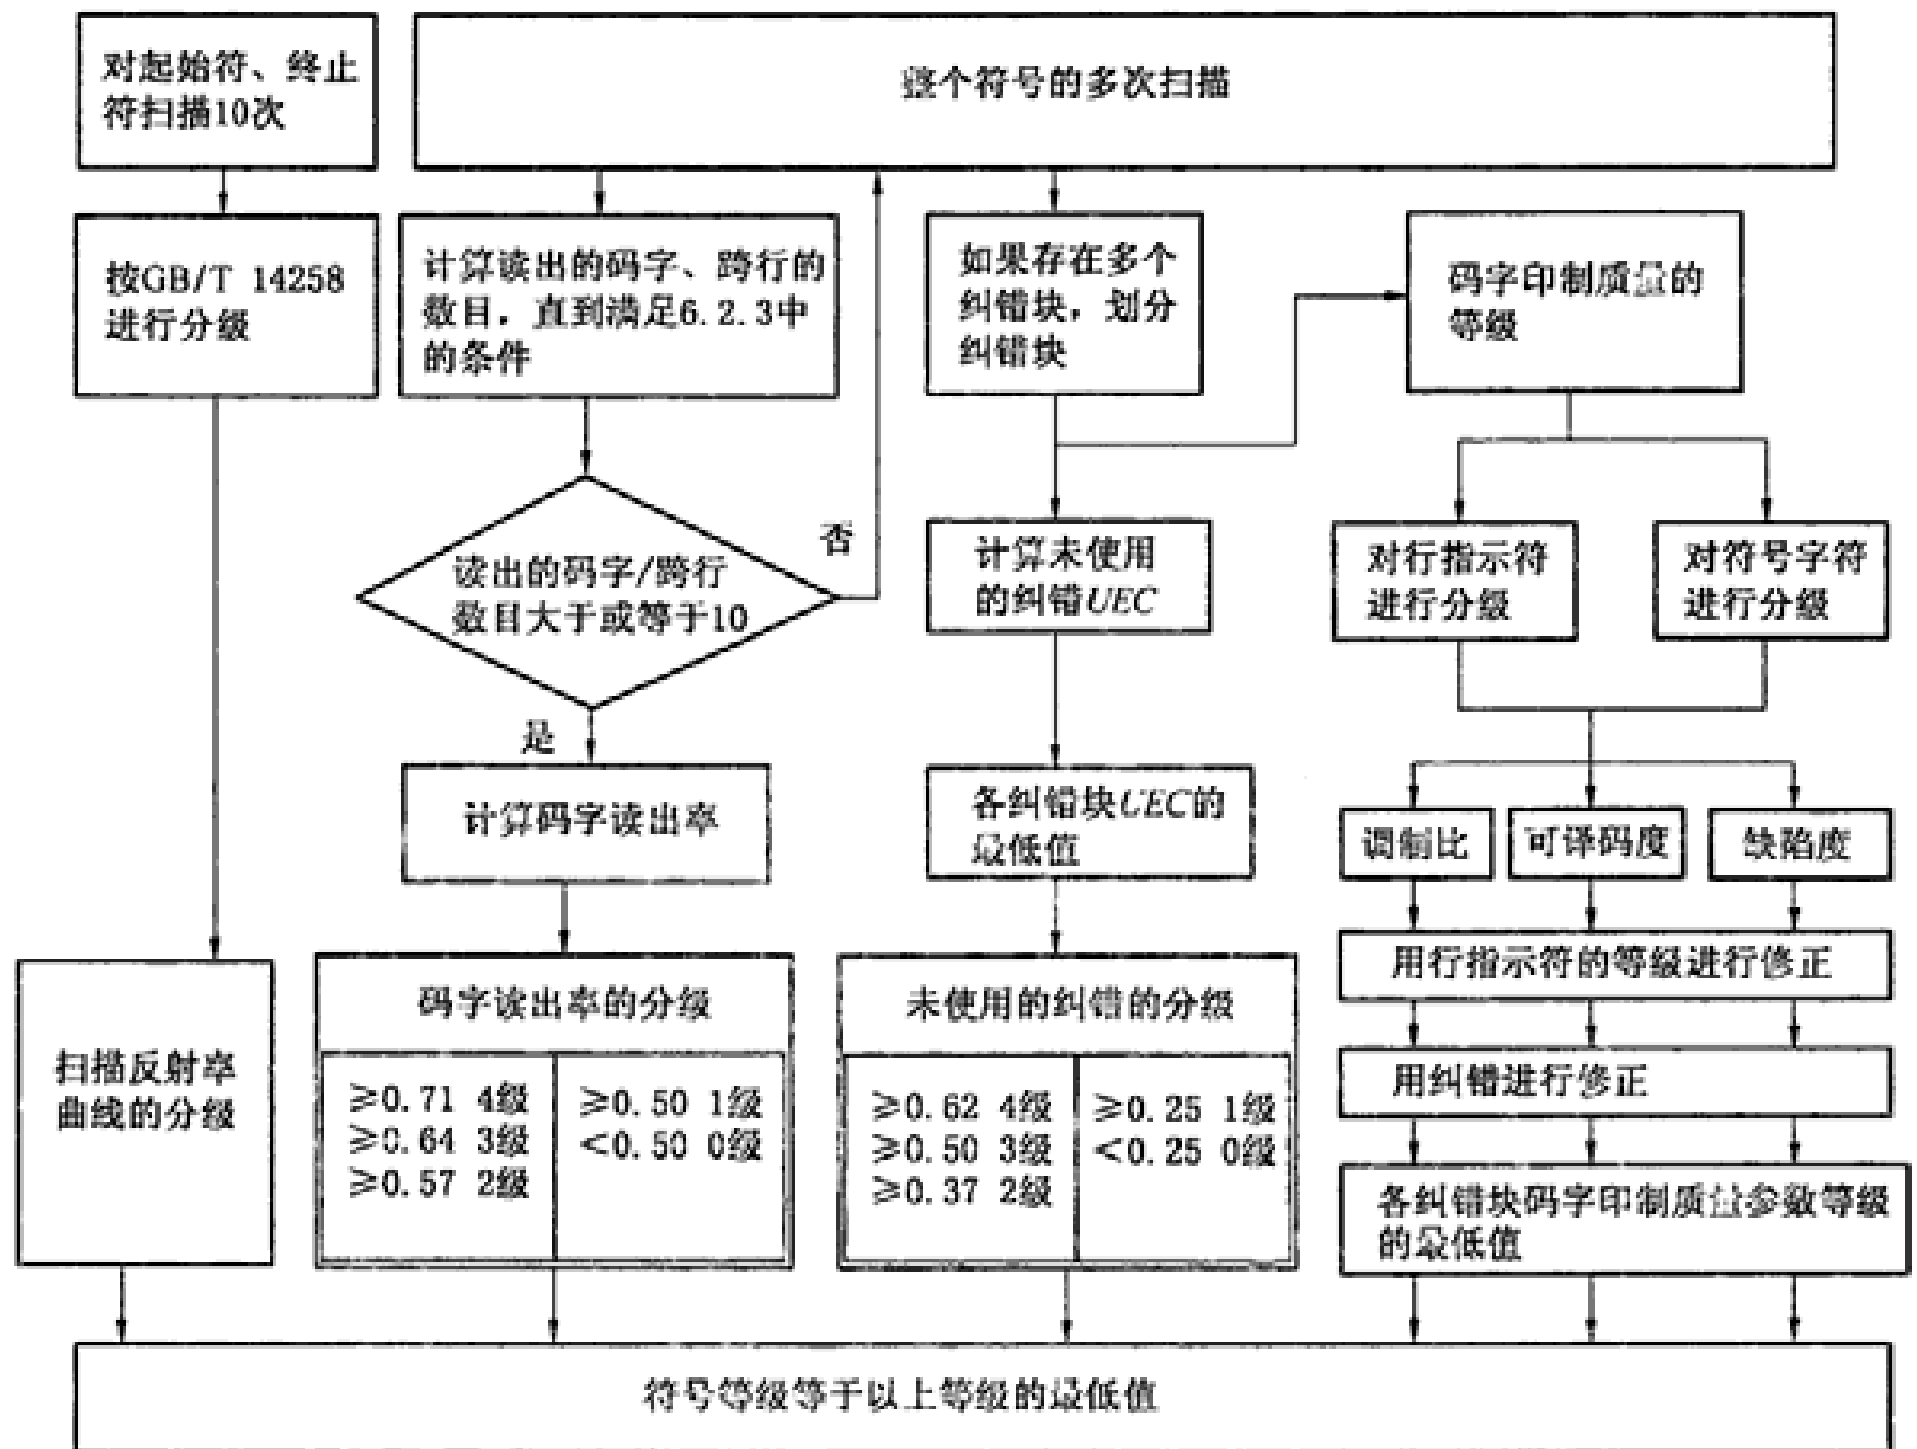 对起始符、终止
符扫描10次
整个符号的多次扫描
按GB/T 14258
进行分级
计算读出的码字、跨行的
数目，直到满足6.2.3中
的条件
如果存在多个
纠错块，划分
纠错块
码字印制质量的
等级
读出的码字/跨行
数目大于或等于10
否
是
计算未使用
的纠错UEC
对行指示符
进行分级
对符号字符
进行分级
计算码字读出率
各纠错块UEC的
最低值
调制比
可译码度
缺陷度
用行指示符的等级进行修正
用纠错进行修正
各纠错块码字印制质量参数等级
的最低值
扫描反射率
曲线的分级
码字读出率的分级
≥0.71 4级
≥0.64 3级
≥0.57 2级
≥0.50 1级
<0.50 0级
未使用的纠错的分级
≥0.62 4级
≥0.50 3级
≥0.37 2级
≥0.25 1级
<0.25 0级
符号等级等于以上等级的最低值